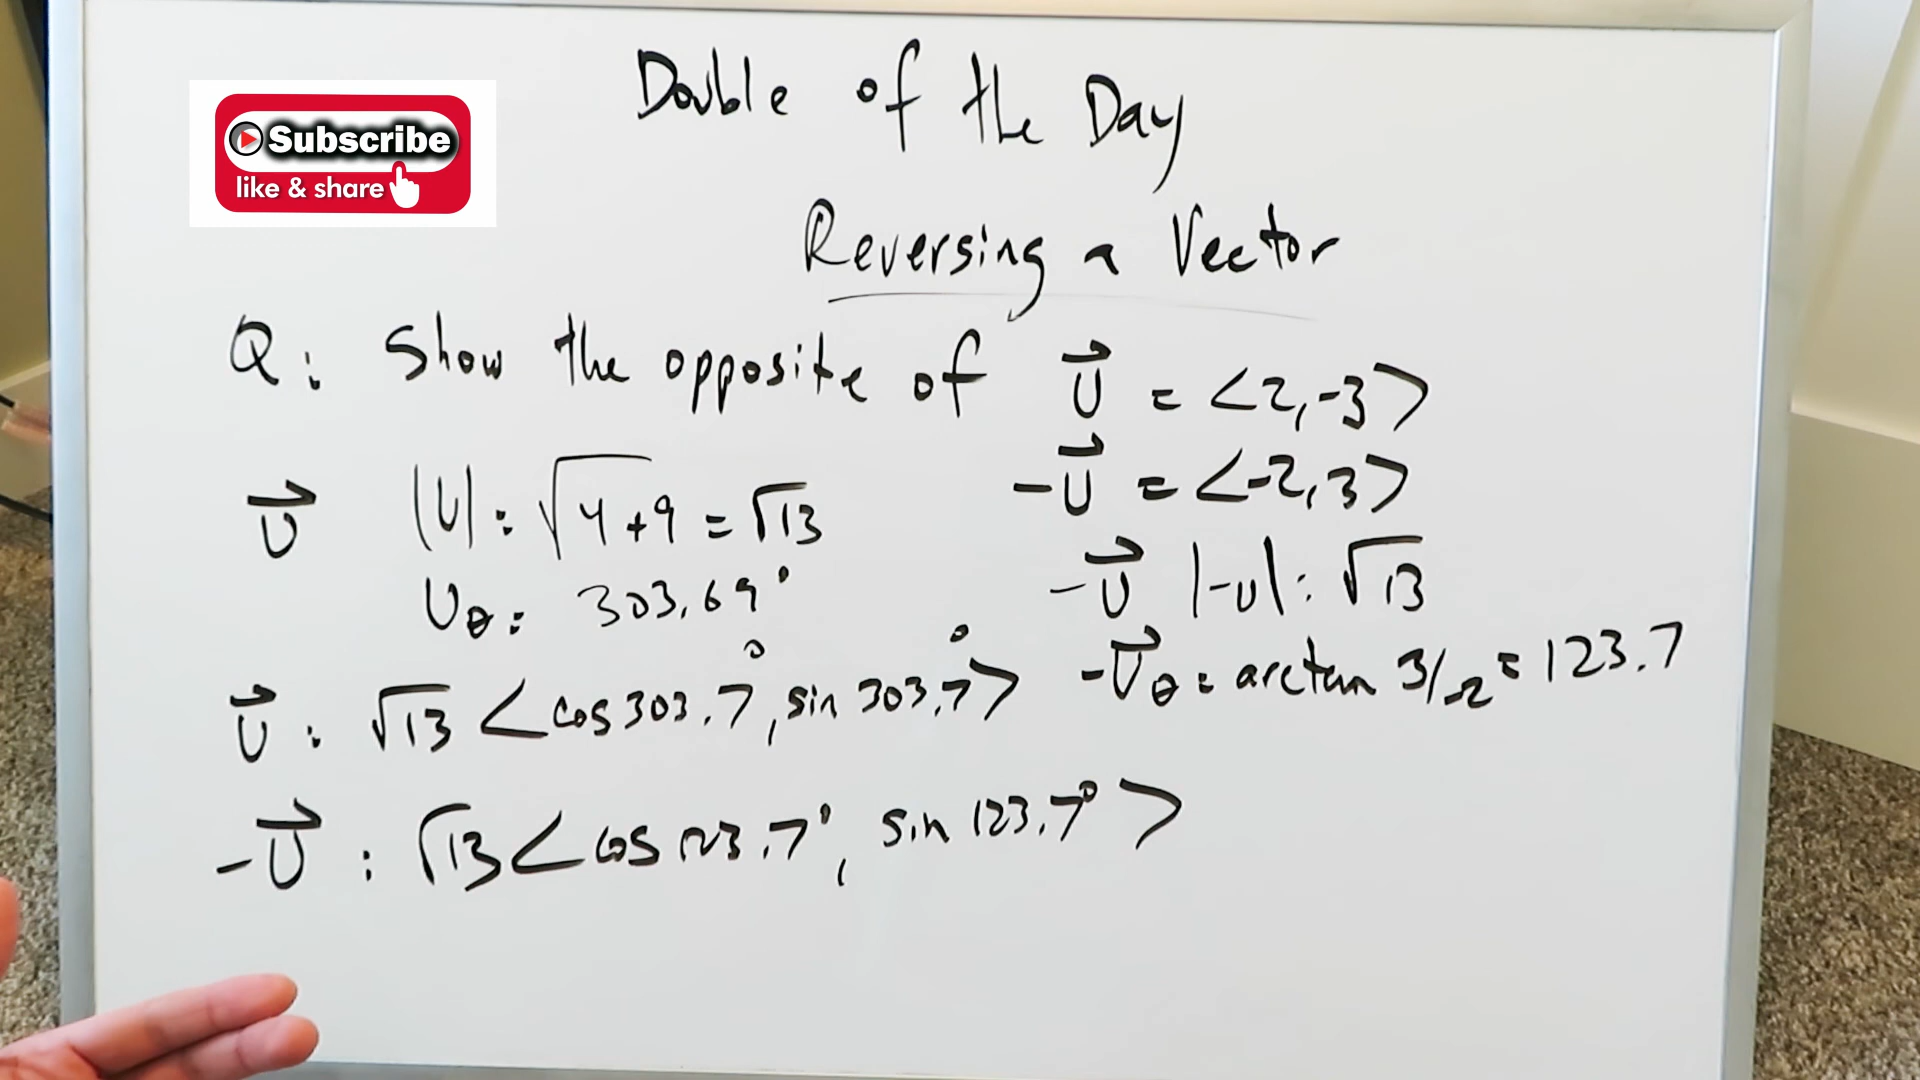 Double of the Day
Subscribe
like & share
Reversing a Vector
Q: Show the opposite of U⃗ = <2,-3>
-U⃗ = <-2,3>
U⃗ |U| : √4+9 = √13
-U⃗ |-U| : √13
Uθ: 303.69°
-U⃗θ = arctan 3/-2 = 123.7
U⃗ : √13 <cos 303.7°, sin 303.7°>
-U⃗ : √13 <cos 123.7°, sin 123.7°>